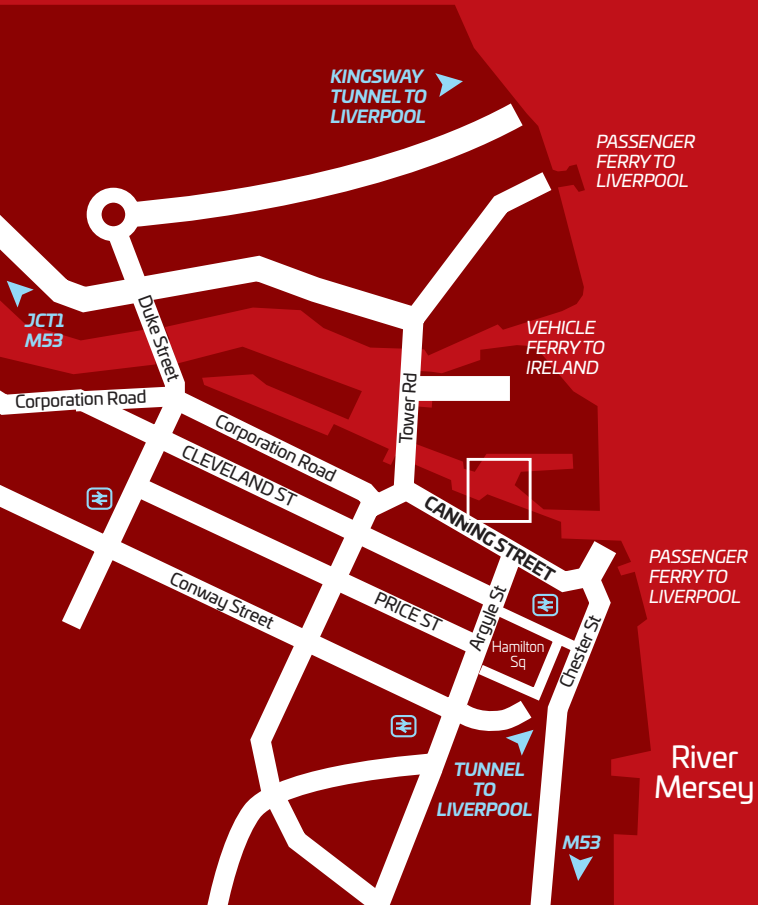 KINGSWAY
TUNNEL TO
LIVERPOOL
PASSENGER
FERRY TO
LIVERPOOL
JCT1
M53
Duke Street
VEHICLE
FERRY TO
IRELAND
Corporation Road
Tower Rd
Corporation Road
CLEVELAND ST
CANNING STREET
PASSENGER
FERRY TO
LIVERPOOL
Conway Street
PRICE ST
Argyle St
Hamilton
Sq
Chester St
River
Mersey
TUNNEL
TO
LIVERPOOL
M53